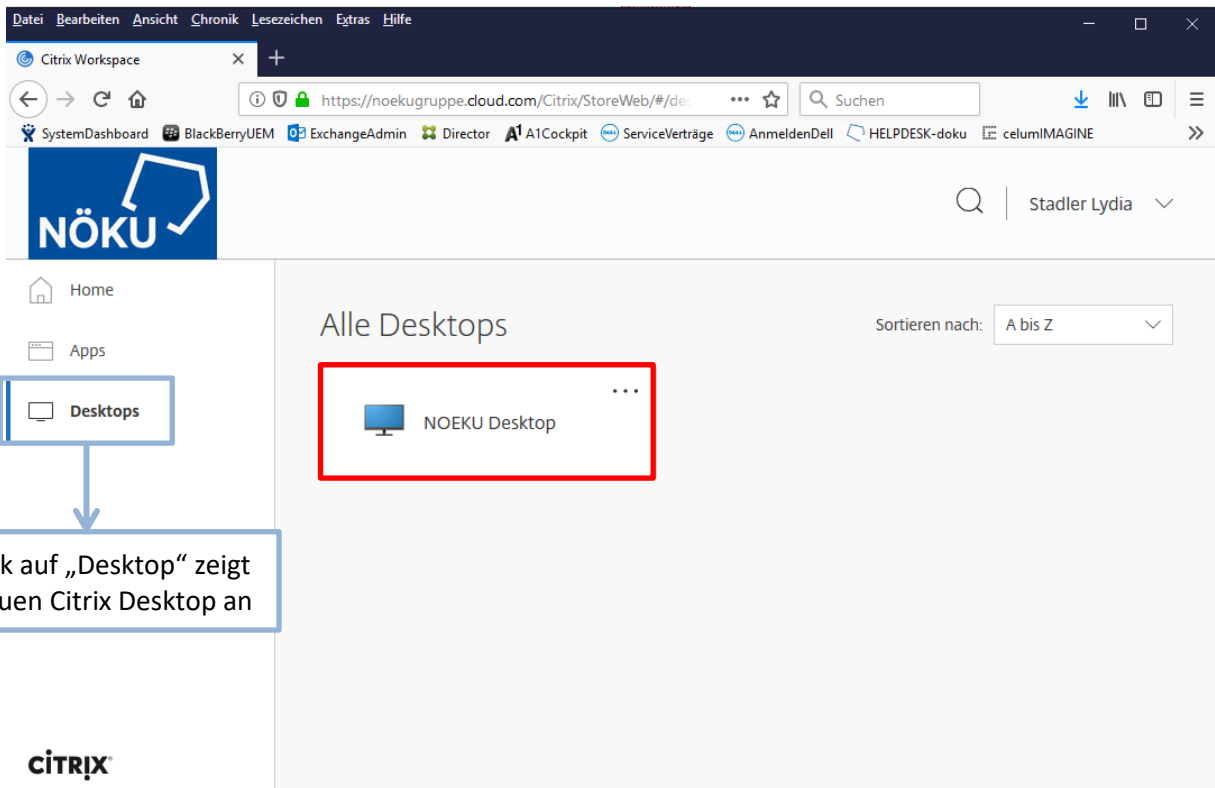 Datei Bearbeiten Ansicht Chronik Lesezeichen Extras Hilfe
Citrix Workspace
https://noekugruppe.cloud.com/Citrix/StoreWeb/#/de
Suchen
SystemDashboard BlackBerryUEM ExchangeAdmin Director A1Cockpit ServiceVerträge AnmeldenDell HELPDESK-doku celumIMAGINE
NÖKU
Stadler Lydia
Home
Alle Desktops
Sortieren nach: A bis Z
Apps
Desktops
NOEKU Desktop
k auf „Desktop“ zeigt
uen Citrix Desktop an
CİTRIX